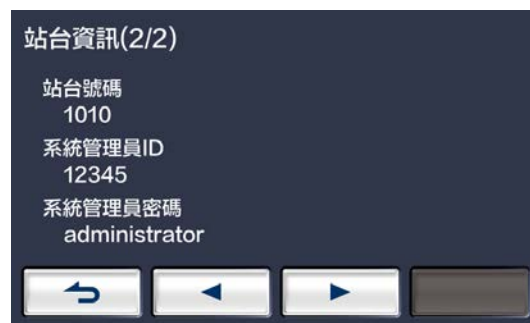 站台資訊(2/2)
站台號碼
1010
系統管理員ID
12345
系統管理員密碼
administrator